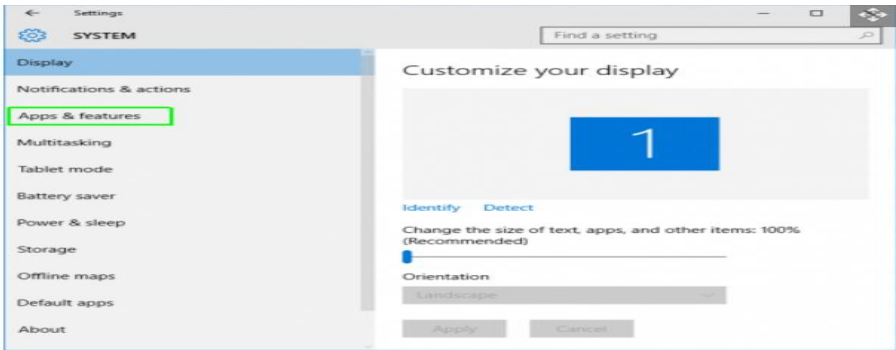 Settings
SYSTEM
Find a setting
Display
Notifications & actions
Apps & features
Multitasking
Tablet mode
Battery saver
Power & sleep
Storage
Offline maps
Default apps
About
Customize your display
1
Identify Detect
Change the size of text, apps, and other items: 100%
(Recommended)
Orientation
Landscape
Apply Cancel